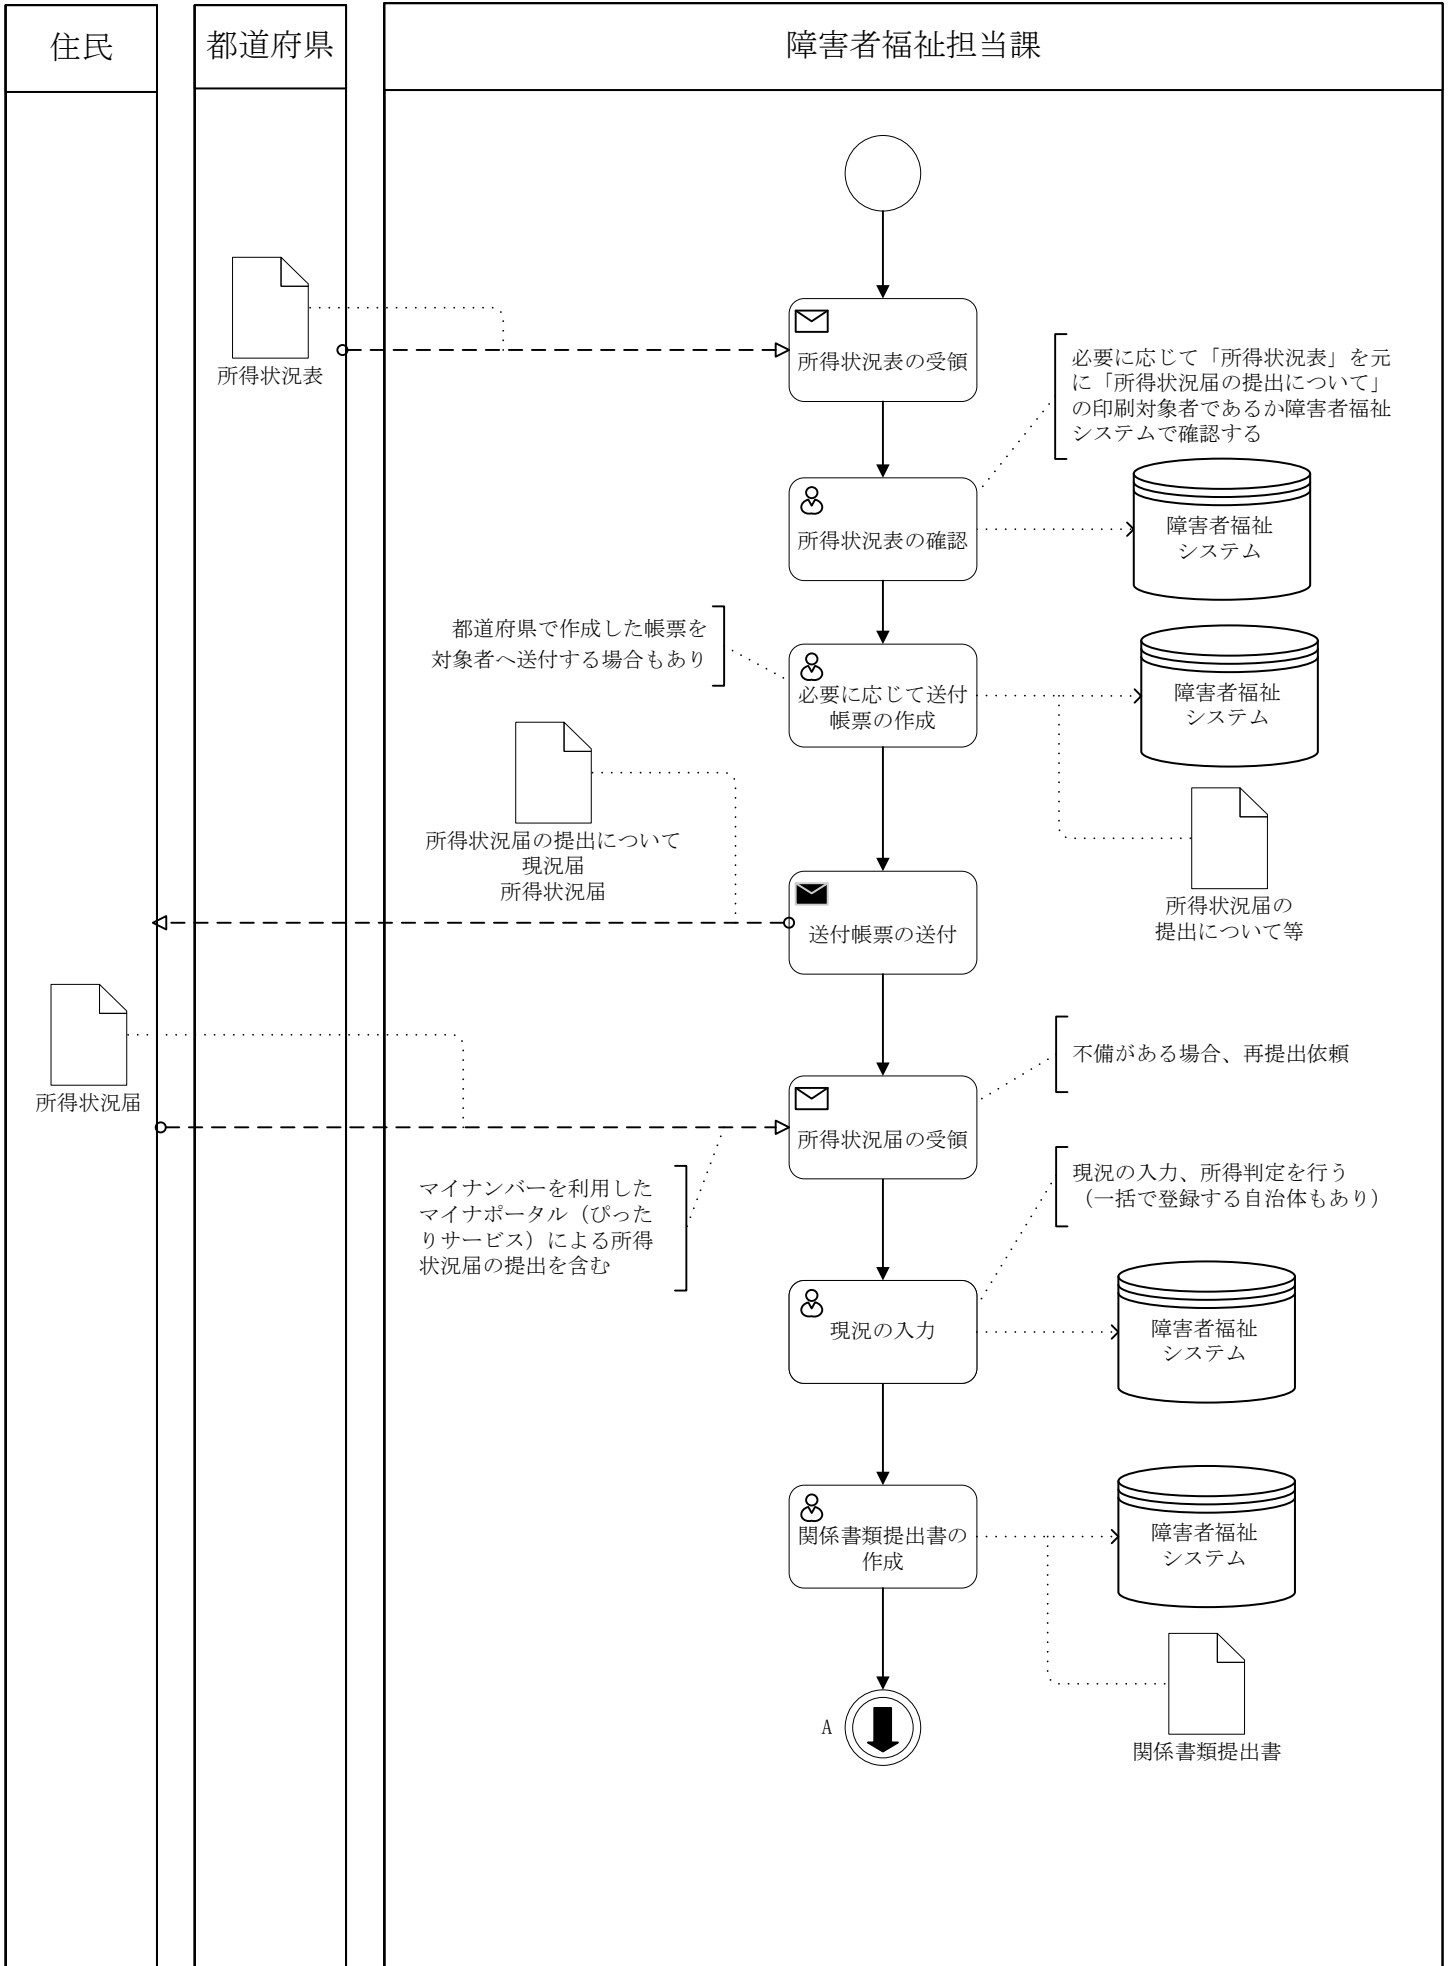 住民
都道府県
障害者福祉担当課
所得状況表
所得状況表の受領
必要に応じて「所得状況表」を元
に「所得状況届の提出について」
の印刷対象者であるか障害者福祉
システムで確認する
所得状況表の確認
障害者福祉
システム
都道府県で作成した帳票を
対象者へ送付する場合もあり
必要に応じて送付
帳票の作成
障害者福祉
システム
所得状況届の提出について
現況届
所得状況届
所得状況届の
提出について等
送付帳票の送付
所得状況届
不備がある場合、再提出依頼
所得状況届の受領
マイナンバーを利用した
マイナポータル（ぴった
りサービス）による所得
状況届の提出を含む
現況の入力、所得判定を行う
（一括で登録する自治体もあり）
現況の入力
障害者福祉
システム
関係書類提出書の
作成
障害者福祉
システム
関係書類提出書
A